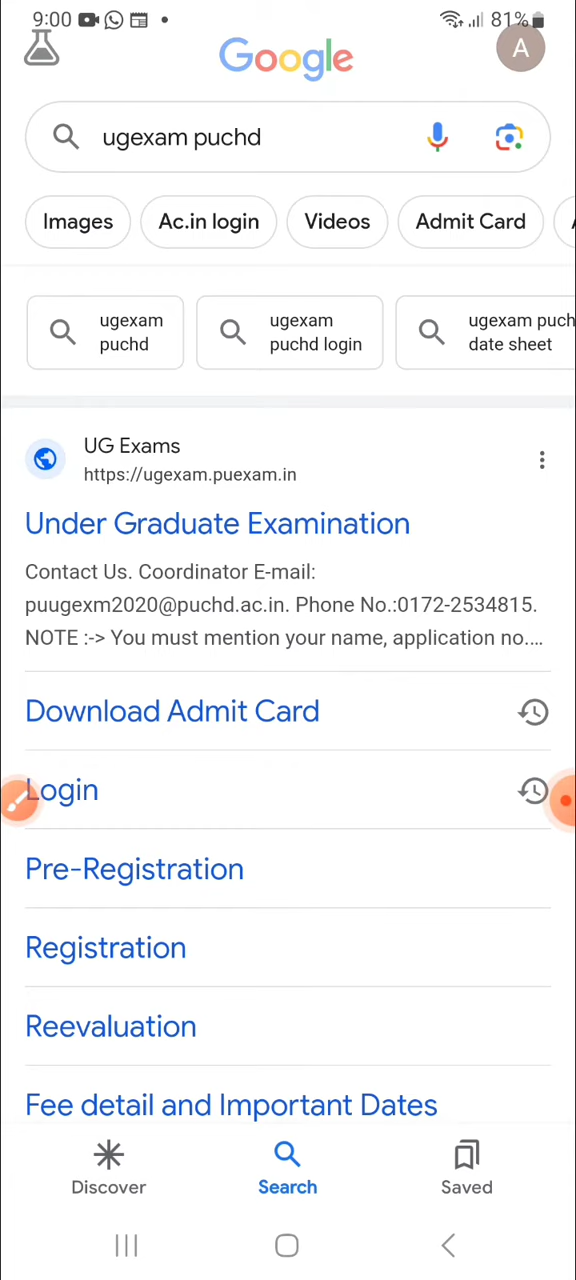 9:00
81%
Google
A
ugexam puchd
Images
Ac.in login
Videos
Admit Card
ugexam
puchd
ugexam
puchd login
ugexam puch
date sheet
UG Exams
https://ugexam.puexam.in
Under Graduate Examination
Contact Us. Coordinator E-mail:
puugexm2020@puchd.ac.in. Phone No.:0172-2534815.
NOTE :-> You must mention your name, application no....
Download Admit Card
Login
Pre-Registration
Registration
Reevaluation
Fee detail and Important Dates
Discover
Search
Saved